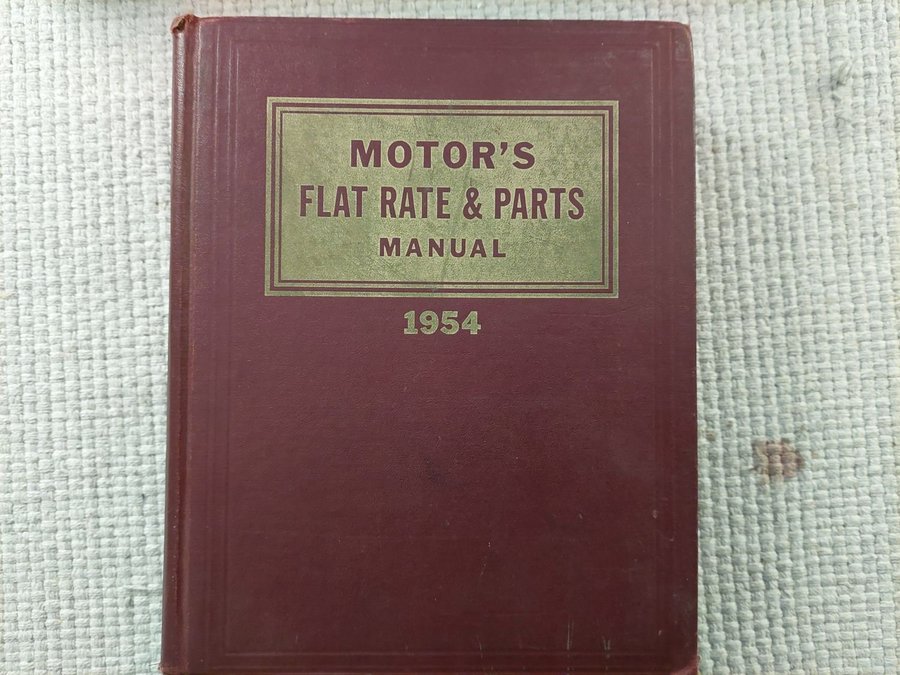 MOTOR'S
FLAT RATE & PARTS
MANUAL
1954